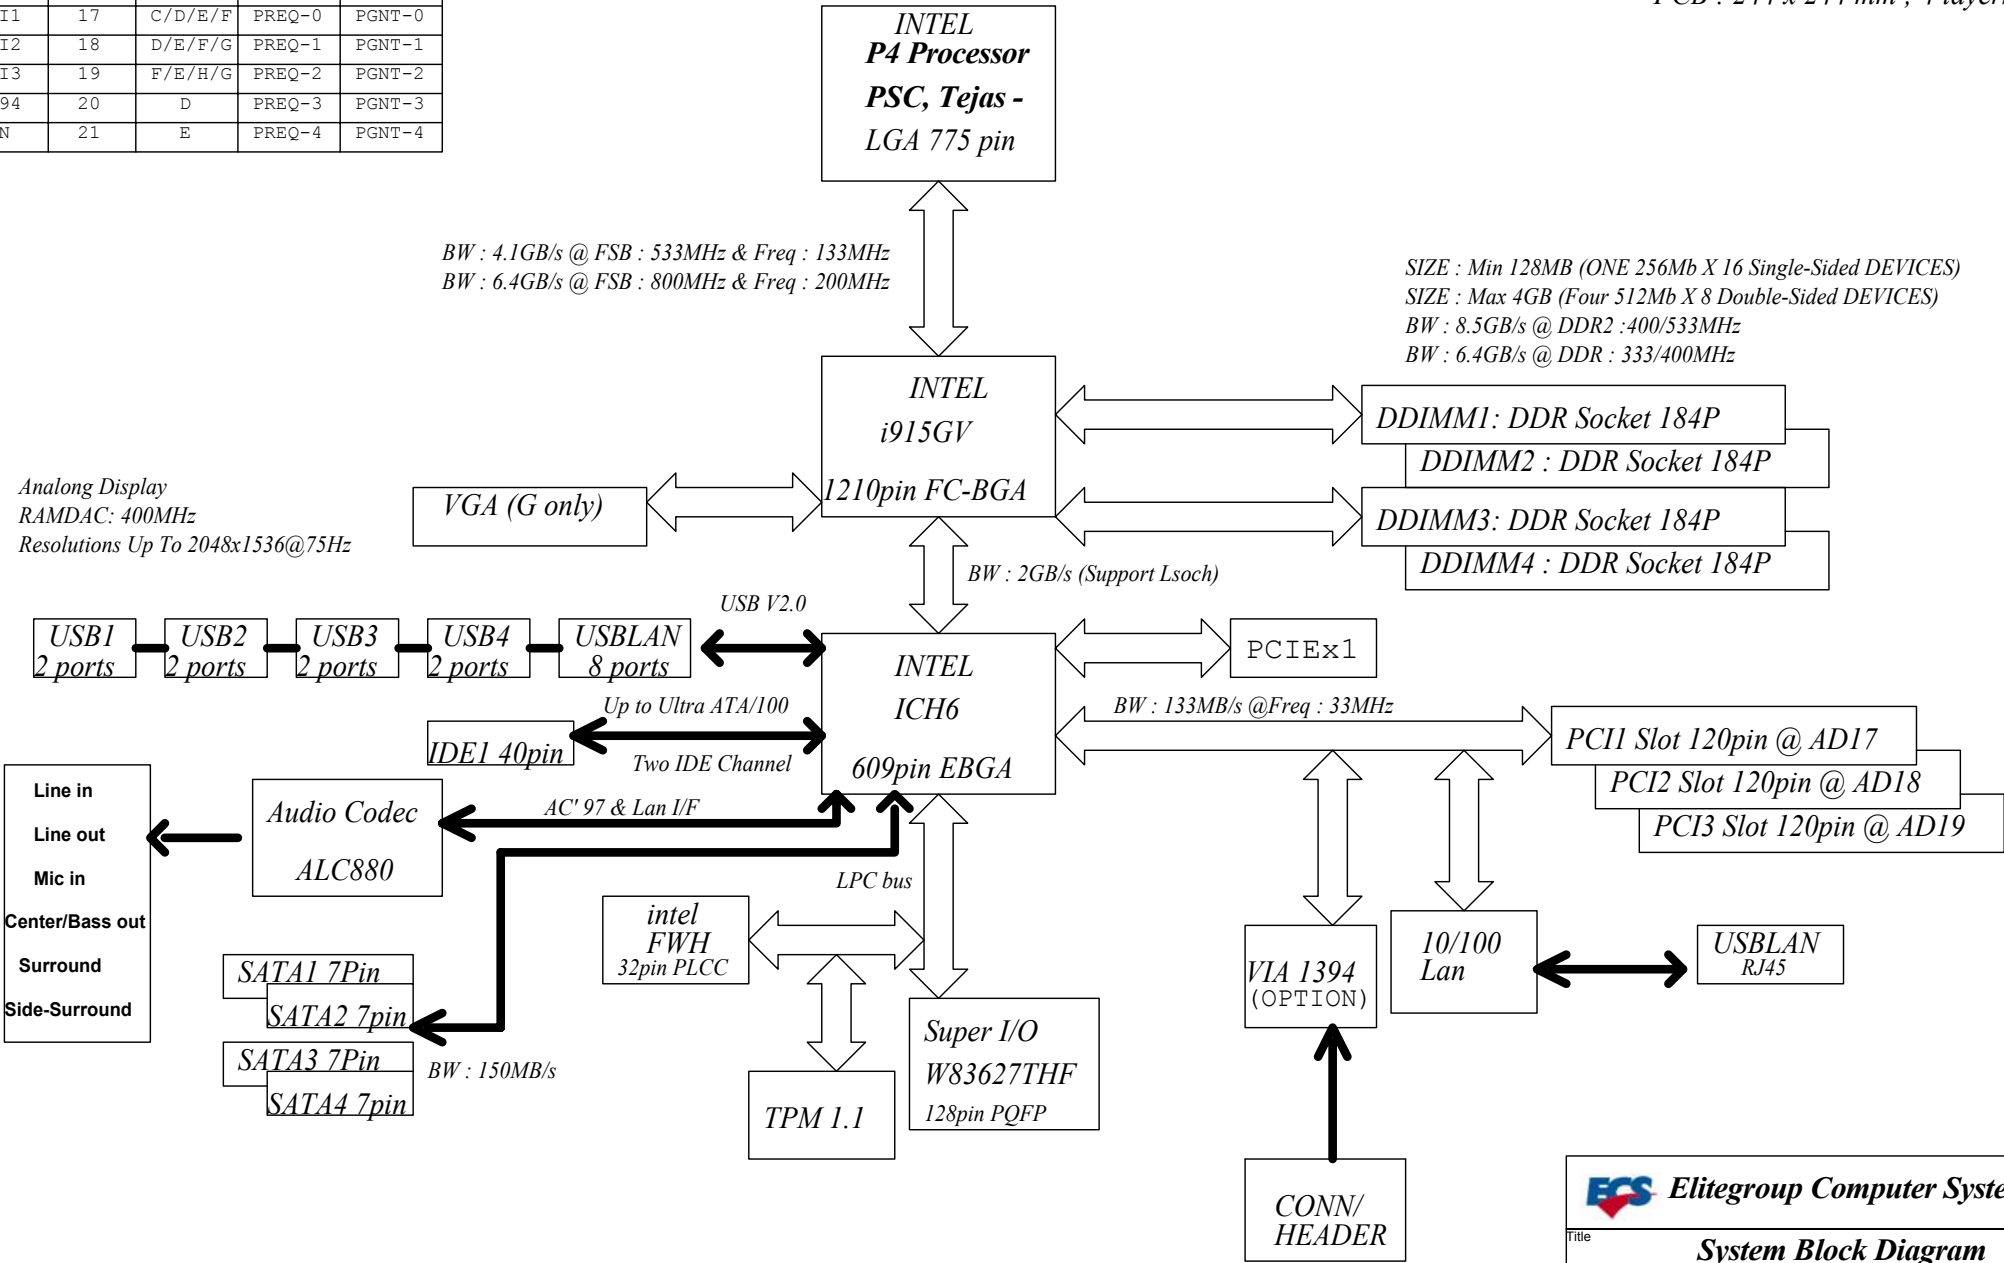 I1 17 C/D/E/F PREQ-0 PGNT-0
I2 18 D/E/F/G PREQ-1 PGNT-1
I3 19 F/E/H/G PREQ-2 PGNT-2
94 20 D PREQ-3 PGNT-3
N 21 E PREQ-4 PGNT-4
INTEL
P4 Processor
PSC, Tejas -
LGA 775 pin
BW : 4.1GB/s @ FSB : 533MHz & Freq : 133MHz
BW : 6.4GB/s @ FSB : 800MHz & Freq : 200MHz
SIZE : Min 128MB (ONE 256Mb X 16 Single-Sided DEVICES)
SIZE : Max 4GB (Four 512Mb X 8 Double-Sided DEVICES)
BW : 8.5GB/s @ DDR2 :400/533MHz
BW : 6.4GB/s @ DDR : 333/400MHz
INTEL
i915GV
1210pin FC-BGA
DDIMM1: DDR Socket 184P
DDIMM2 : DDR Socket 184P
DDIMM3: DDR Socket 184P
DDIMM4 : DDR Socket 184P
Analong Display
RAMDAC: 400MHz
Resolutions Up To 2048x1536@75Hz
VGA (G only)
BW : 2GB/s (Support Lsoch)
USB V2.0
USB1
2 ports
USB2
2 ports
USB3
2 ports
USB4
2 ports
USBLAN
8 ports
INTEL
ICH6
609pin EBGA
PCIEx1
Up to Ultra ATA/100
IDE1 40pin
Two IDE Channel
BW : 133MB/s @Freq : 33MHz
PCI1 Slot 120pin @ AD17
PCI2 Slot 120pin @ AD18
PCI3 Slot 120pin @ AD19
Line in
Line out
Mic in
Center/Bass out
Surround
Side-Surround
Audio Codec
ALC880
AC' 97 & Lan I/F
LPC bus
intel
FWH
32pin PLCC
SATA1 7Pin
SATA2 7pin
SATA3 7Pin
SATA4 7pin
BW : 150MB/s
TPM 1.1
Super I/O
W83627THF
128pin PQFP
VIA 1394
(OPTION)
10/100
Lan
USBLAN
RJ45
CONN/
HEADER
ECS Elitegroup Computer Syste
Title
System Block Diagram